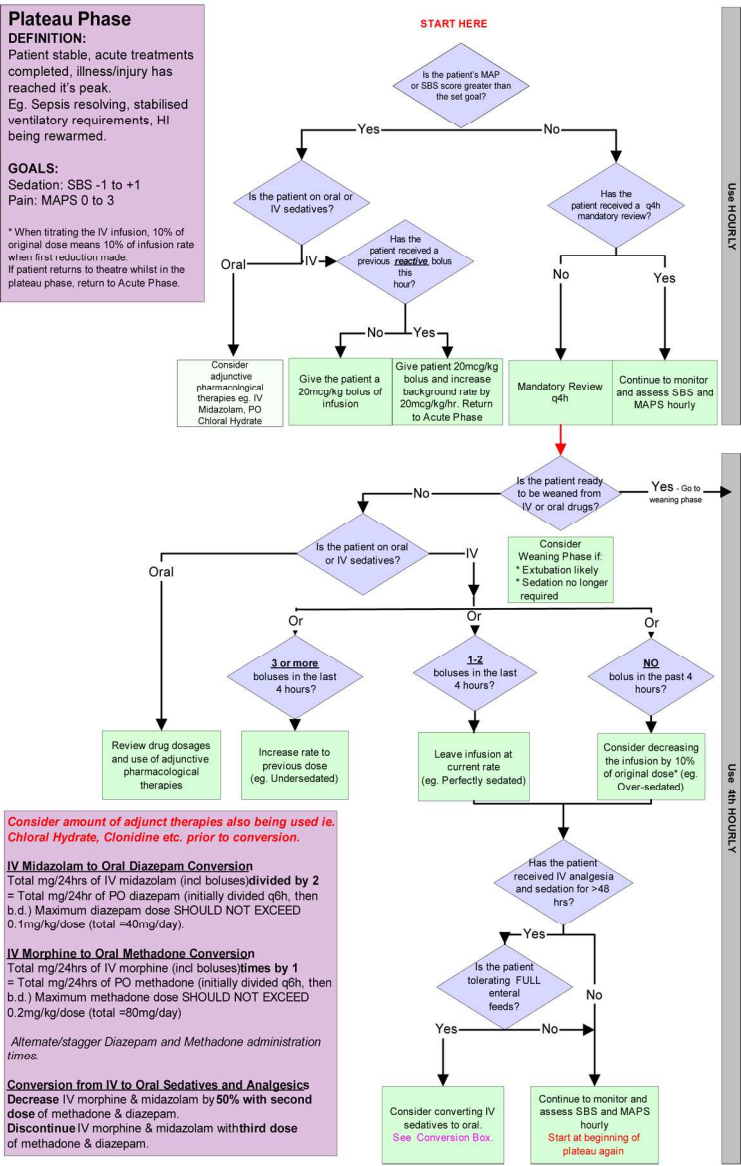 Plateau Phase
DEFINITION:
Patient stable, acute treatments
completed, illness/injury has
reached it's peak.
Eg. Sepsis resolving, stabilised
ventilatory requirements, HI
being rewarmed.
GOALS:
Sedation: SBS -1 to +1
Pain: MAPS 0 to 3
* When titrating the IV infusion, 10% of
original dose means 10% of infusion rate
when first reduction made.
If patient returns to theatre whilst in the
plateau phase, return to Acute Phase.
START HERE
Is the patient's MAP
or SBS score greater than
the set goal?
Yes
No
Is the patient on oral or
IV sedatives?
Has the
patient received a q4h
mandatory review?
Oral
IV
Has the
patient received a
previous reactive bolus
this
hour?
No
Yes
No
Yes
Consider
adjunctive
pharmacological
therapies eg. IV
Midazolam, PO
Chloral Hydrate
Give the patient a
20mcg/kg bolus of
infusion
Give patient 20mcg/kg
bolus and increase
background rate by
20mcg/kg/hr. Return
to Acute Phase
Mandatory Review
q4h
Continue to monitor
and assess SBS and
MAPS hourly
Use HOURLY
Is the patient ready
to be weaned from
IV or oral drugs?
Yes - Go to
weaning phase
No
Is the patient on oral
or IV sedatives?
Consider
Weaning Phase if:
* Extubation likely
* Sedation no longer
required
Oral
IV
Or
Or
Or
3 or more
boluses in the last
4 hours?
1-2
boluses in the last
4 hours?
NO
bolus in the past 4
hours?
Review drug dosages
and use of adjunctive
pharmacological
therapies
Increase rate to
previous dose
(eg. Undersedated)
Leave infusion at
current rate
(eg. Perfectly sedated)
Consider decreasing
the infusion by 10%
of original dose* (eg.
Over-sedated)
Use 4th HOURLY
Has the patient
received IV analgesia
and sedation for >48
hrs?
Yes
No
Is the patient
tolerating FULL
enteral
feeds?
Yes
No
Consider converting IV
sedatives to oral.
See Conversion Box.
Continue to monitor and
assess SBS and MAPS
hourly
Start at beginning of
plateau again
Consider amount of adjunct therapies also being used ie.
Chloral Hydrate, Clonidine etc. prior to conversion.
IV Midazolam to Oral Diazepam Conversion
Total mg/24hrs of IV midazolam (incl boluses)divided by 2
= Total mg/24hr of PO diazepam (initially divided q6h, then
b.d.) Maximum diazepam dose SHOULD NOT EXCEED
0.1mg/kg/dose (total =40mg/day).
IV Morphine to Oral Methadone Conversion
Total mg/24hrs of IV morphine (incl boluses)times by 1
= Total mg/24hrs of PO methadone (initially divided q6h, then
b.d.) Maximum methadone dose SHOULD NOT EXCEED
0.2mg/kg/dose (total =80mg/day)
Alternate/stagger Diazepam and Methadone administration
times.
Conversion from IV to Oral Sedatives and Analgesics
Decrease IV morphine & midazolam by 50% with second
dose of methadone & diazepam.
Discontinue IV morphine & midazolam with third dose
of methadone & diazepam.